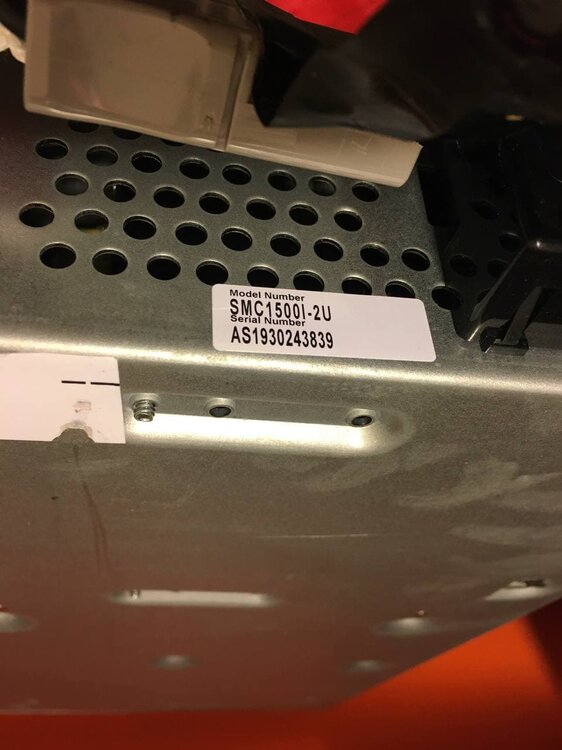 Model Number
SMC1500I-2U
Serial Number
AS1930243839